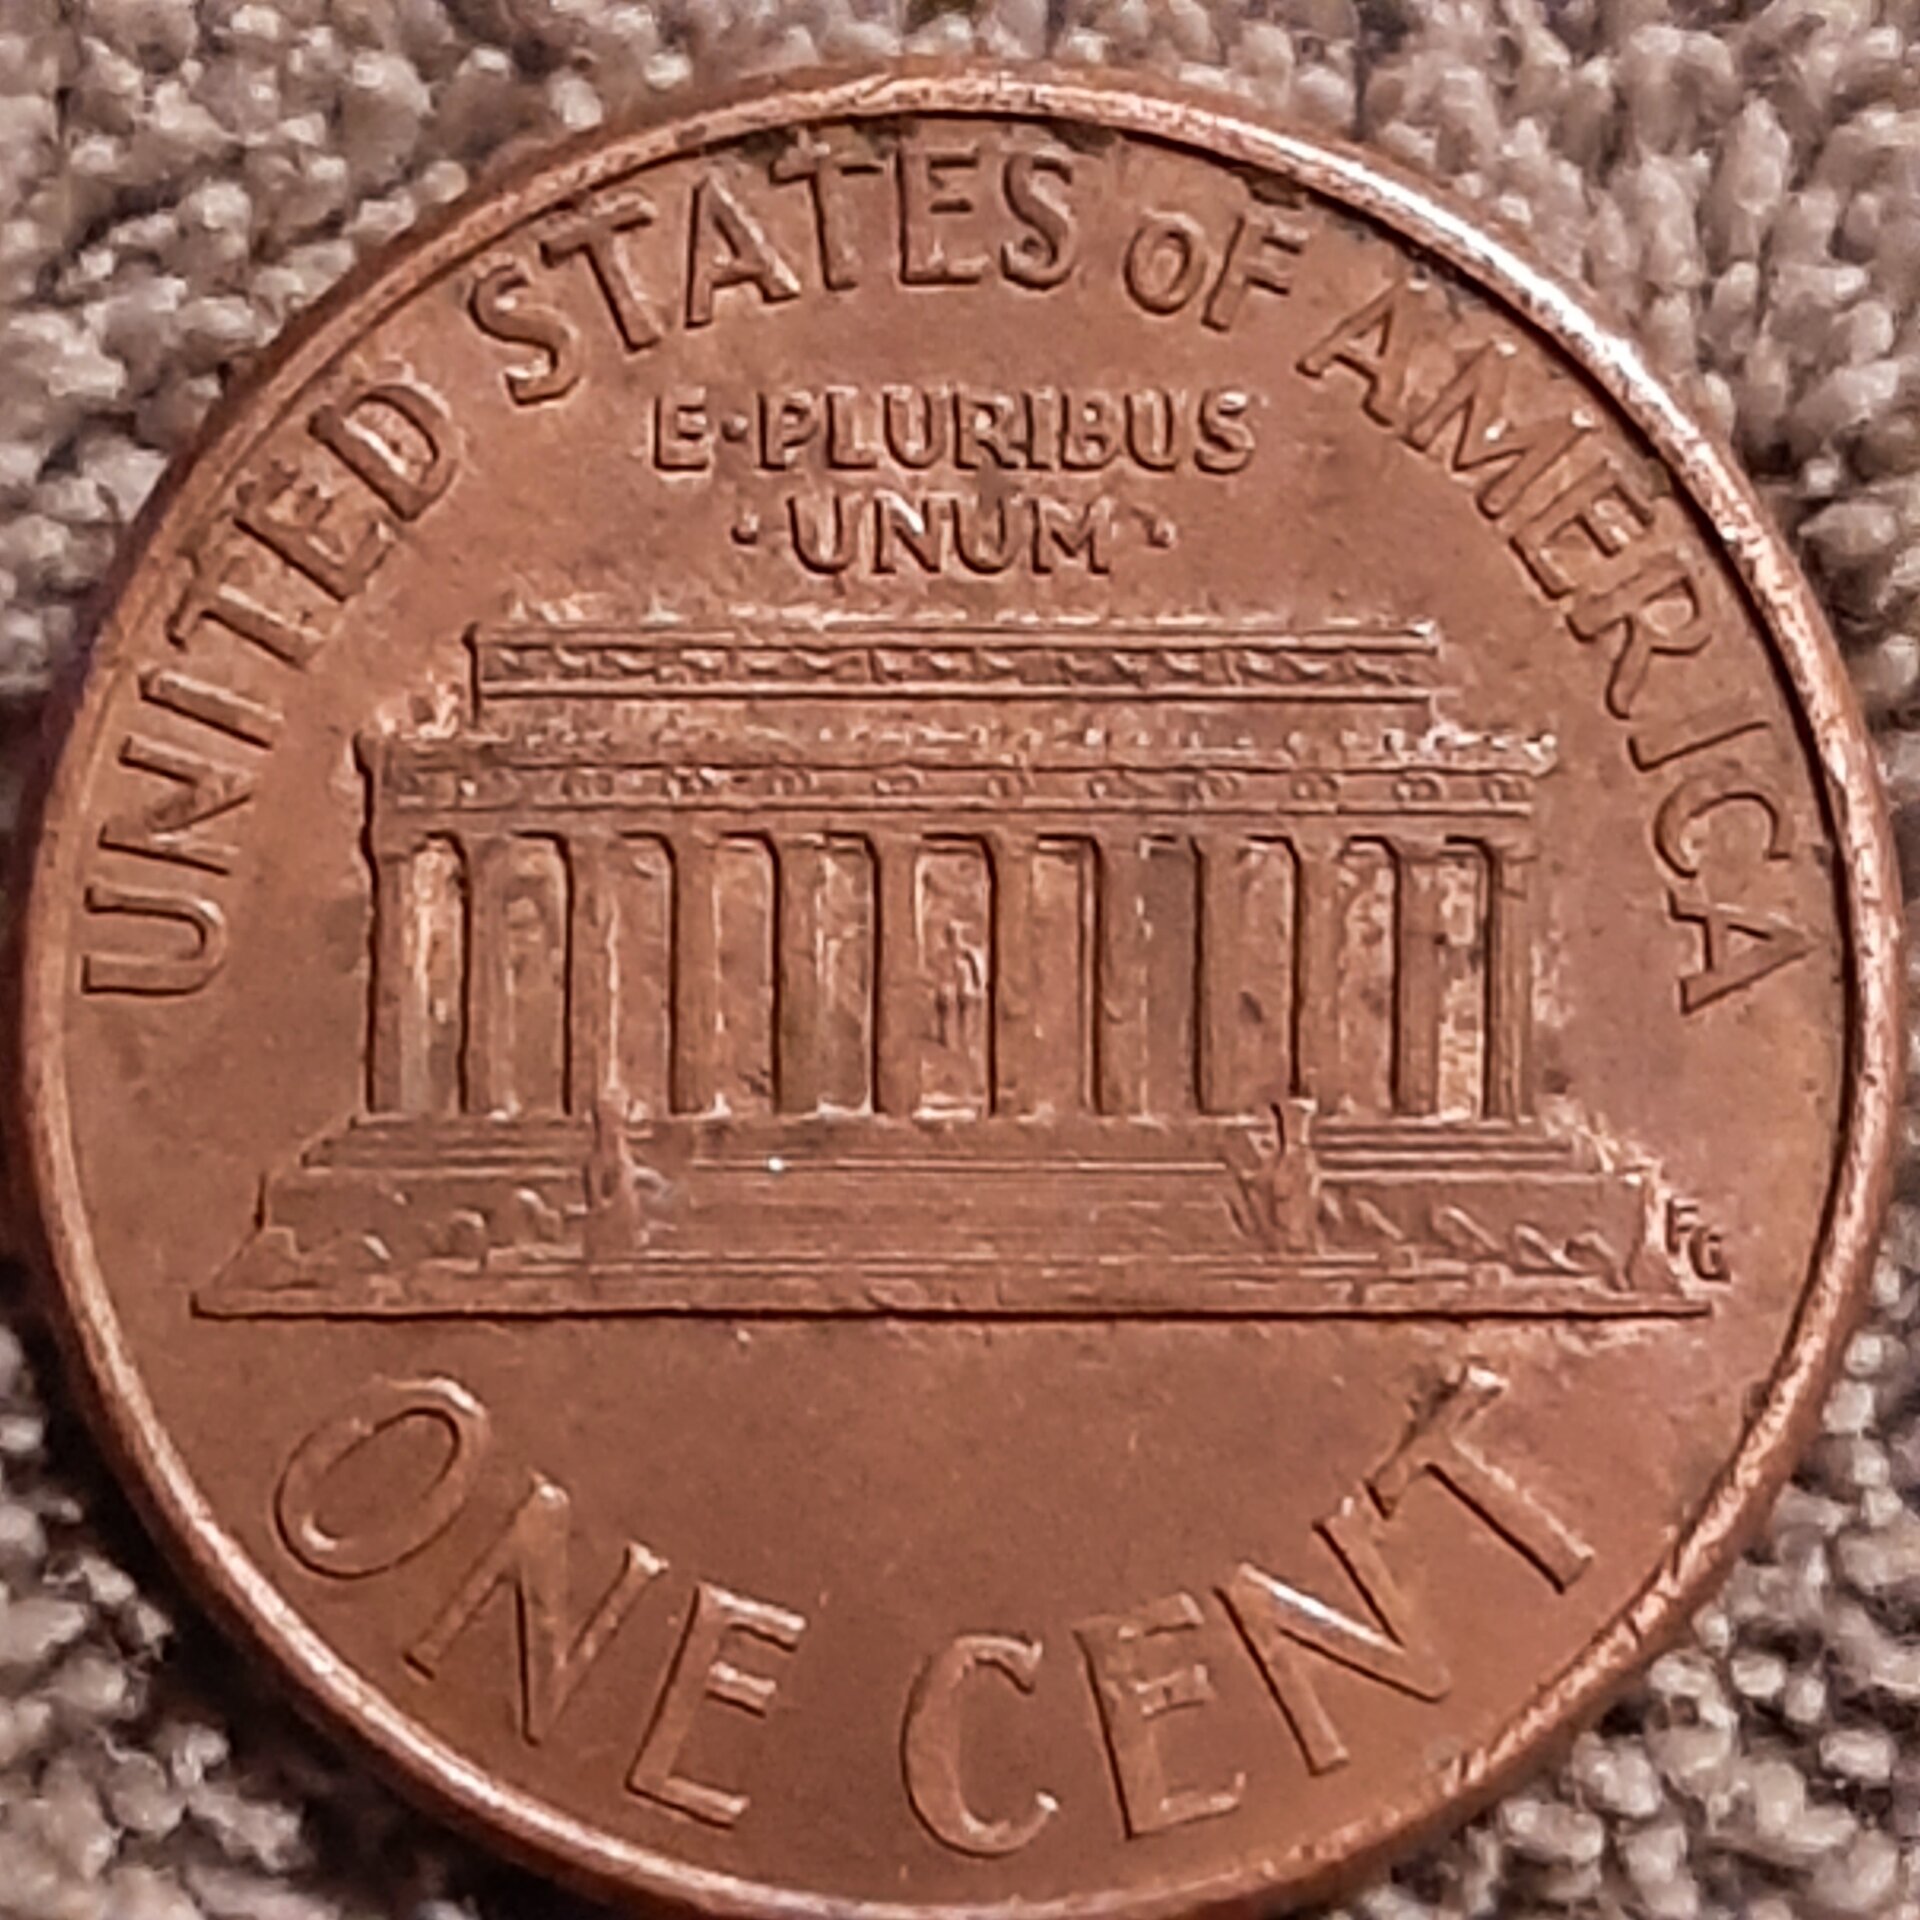 UNITED STATES OF AMERICA
E·PLURIBUS
·UNUM·
FG
ONE CENT